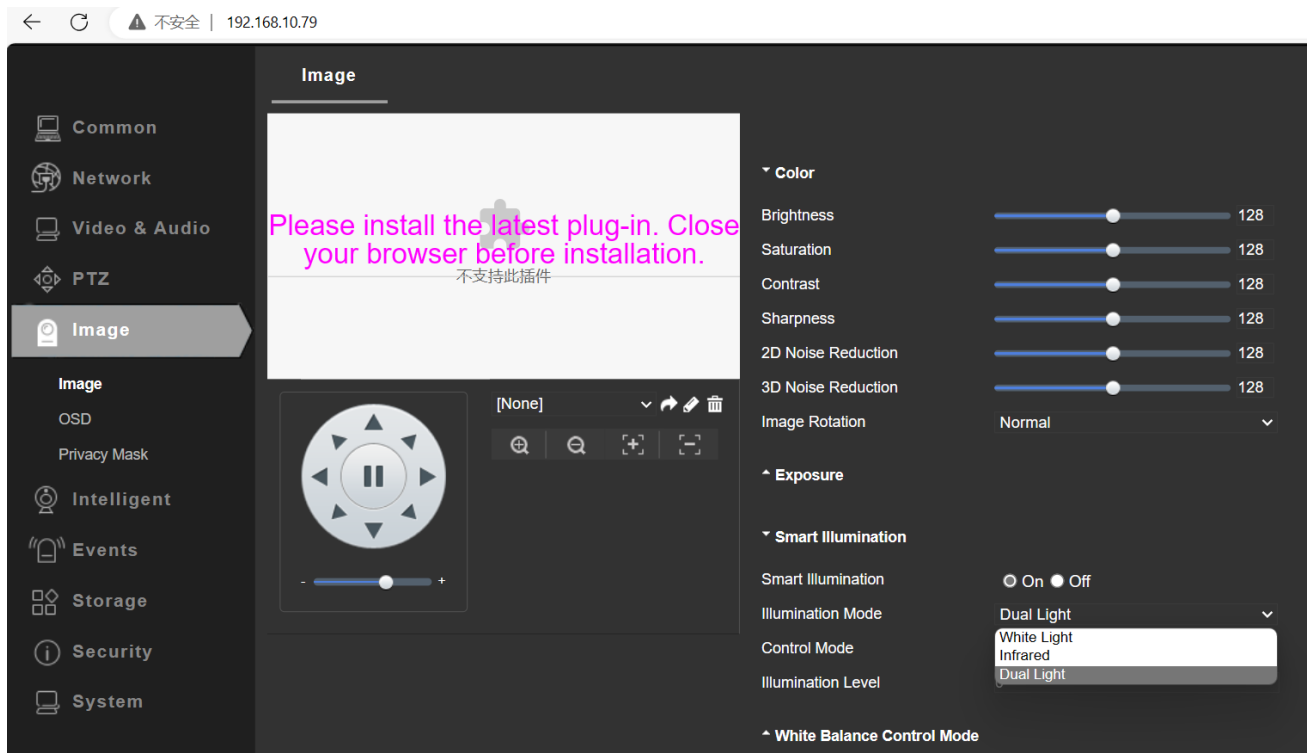 不安全 | 192.168.10.79
Image
Common
Network
Video & Audio
PTZ
Image
Image
OSD
Privacy Mask
Intelligent
Events
Storage
Security
System
Please install the latest plug-in. Close
your browser before installation.
不支持此插件
[None]
- +
Color
Brightness 128
Saturation 128
Contrast 128
Sharpness 128
2D Noise Reduction 128
3D Noise Reduction 128
Image Rotation Normal
Exposure
Smart Illumination
Smart Illumination On Off
Illumination Mode Dual Light
White Light
Infrared
Dual Light
Control Mode
Illumination Level
White Balance Control Mode